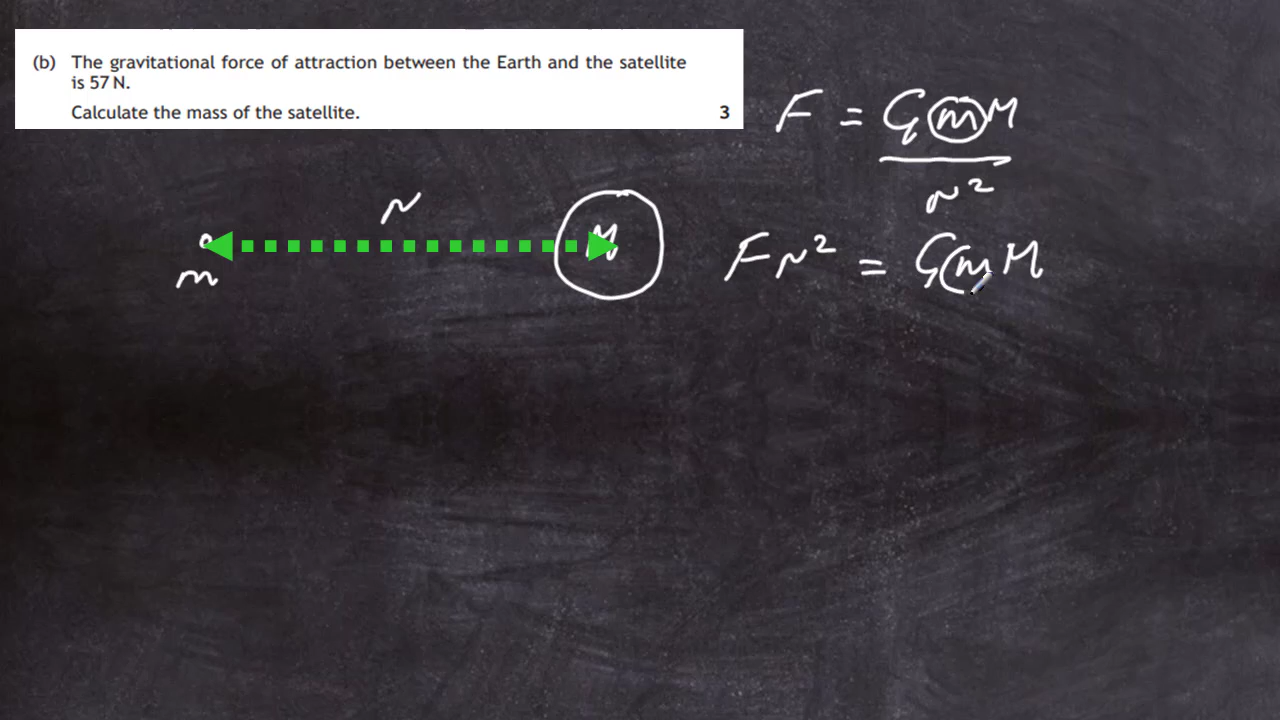 (b) The gravitational force of attraction between the Earth and the satellite
is 57 N.
Calculate the mass of the satellite. 3
F = GmM
r²
r
M
m
Fr² = GmM